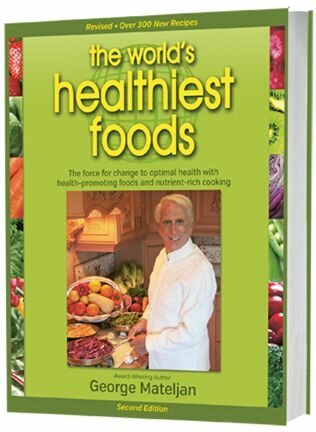 Revised • Over 300 New Recipes
the world's
healthiest
foods
The force for change to optimal health with
health-promoting foods and nutrient-rich cooking
Award-Winning Author
George Mateljan
Second Edition